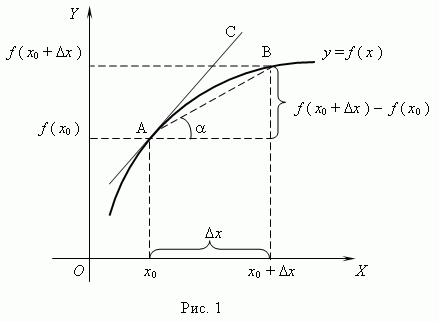 Y
C
f ( x₀ + Δx )
B
y = f ( x )
f ( x₀ + Δx ) – f ( x₀ )
f ( x₀ )
A
α
Δx
O
x₀
x₀ + Δx
X
Рис. 1